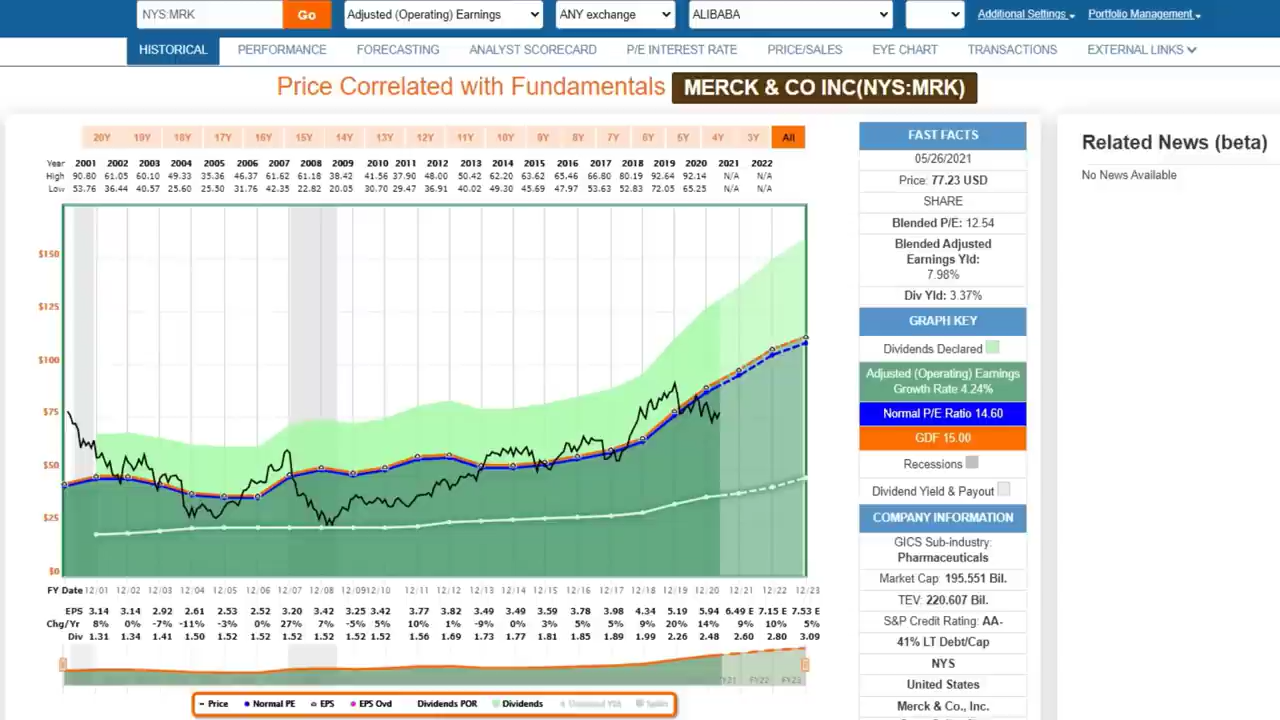 NYS:MRK Go Adjusted (Operating) Earnings ANY exchange ALIBABA Additional Settings Portfolio Management
HISTORICAL PERFORMANCE FORECASTING ANALYST SCORECARD P/E INTEREST RATE PRICE/SALES EYE CHART TRANSACTIONS EXTERNAL LINKS
Price Correlated with Fundamentals MERCK & CO INC(NYS:MRK)
20Y 19Y 18Y 17Y 16Y 15Y 14Y 13Y 12Y 11Y 10Y 9Y 8Y 7Y 6Y 5Y 4Y 3Y All
Year 2001 2002 2003 2004 2005 2006 2007 2008 2009 2010 2011 2012 2013 2014 2015 2016 2017 2018 2019 2020 2021 2022
High 90.80 61.05 60.10 49.33 35.36 46.37 61.62 61.18 38.42 41.56 37.90 48.00 50.42 62.20 63.62 65.46 66.80 80.19 92.64 92.14 N/A N/A
Low 53.76 36.44 40.57 25.60 25.50 31.76 42.35 22.82 20.05 30.70 29.47 36.91 40.02 49.30 45.69 47.97 53.63 52.83 72.05 65.25 N/A N/A
$150
$125
$100
$75
$50
$25
$0
FY Date 12/01 12/02 12/03 12/04 12/05 12/06 12/07 12/08 12/09 12/10 12/11 12/12 12/13 12/14 12/15 12/16 12/17 12/18 12/19 12/20 12/21 12/22 12/23
EPS 3.14 3.14 2.92 2.61 2.53 2.52 3.20 3.42 3.25 3.42 3.77 3.82 3.49 3.49 3.59 3.78 3.98 4.34 5.19 5.94 6.49 E 7.15 E 7.53 E
Chg/Yr 8% 0% -7% -11% -3% 0% 27% 7% -5% 5% 10% 1% -9% 0% 3% 5% 5% 9% 20% 14% 9% 10% 5%
Div 1.31 1.34 1.41 1.50 1.52 1.52 1.52 1.52 1.52 1.52 1.56 1.69 1.73 1.77 1.81 1.85 1.89 1.99 2.26 2.48 2.60 2.80 3.09
FY21 FY22 FY23
Price Normal PE EPS EPS Ovd Dividends POR Dividends
FAST FACTS
05/26/2021
Price: 77.23 USD
SHARE
Blended P/E: 12.54
Blended Adjusted
Earnings Yld:
7.98%
Div Yld: 3.37%
GRAPH KEY
Dividends Declared
Adjusted (Operating) Earnings
Growth Rate 4.24%
Normal P/E Ratio 14.60
GDF 15.00
Recessions
Dividend Yield & Payout
COMPANY INFORMATION
GICS Sub-industry:
Pharmaceuticals
Market Cap: 195.551 Bil.
TEV: 220.607 Bil.
S&P Credit Rating: AA-
41% LT Debt/Cap
NYS
United States
Merck & Co., Inc.
Related News (beta)
No News Available